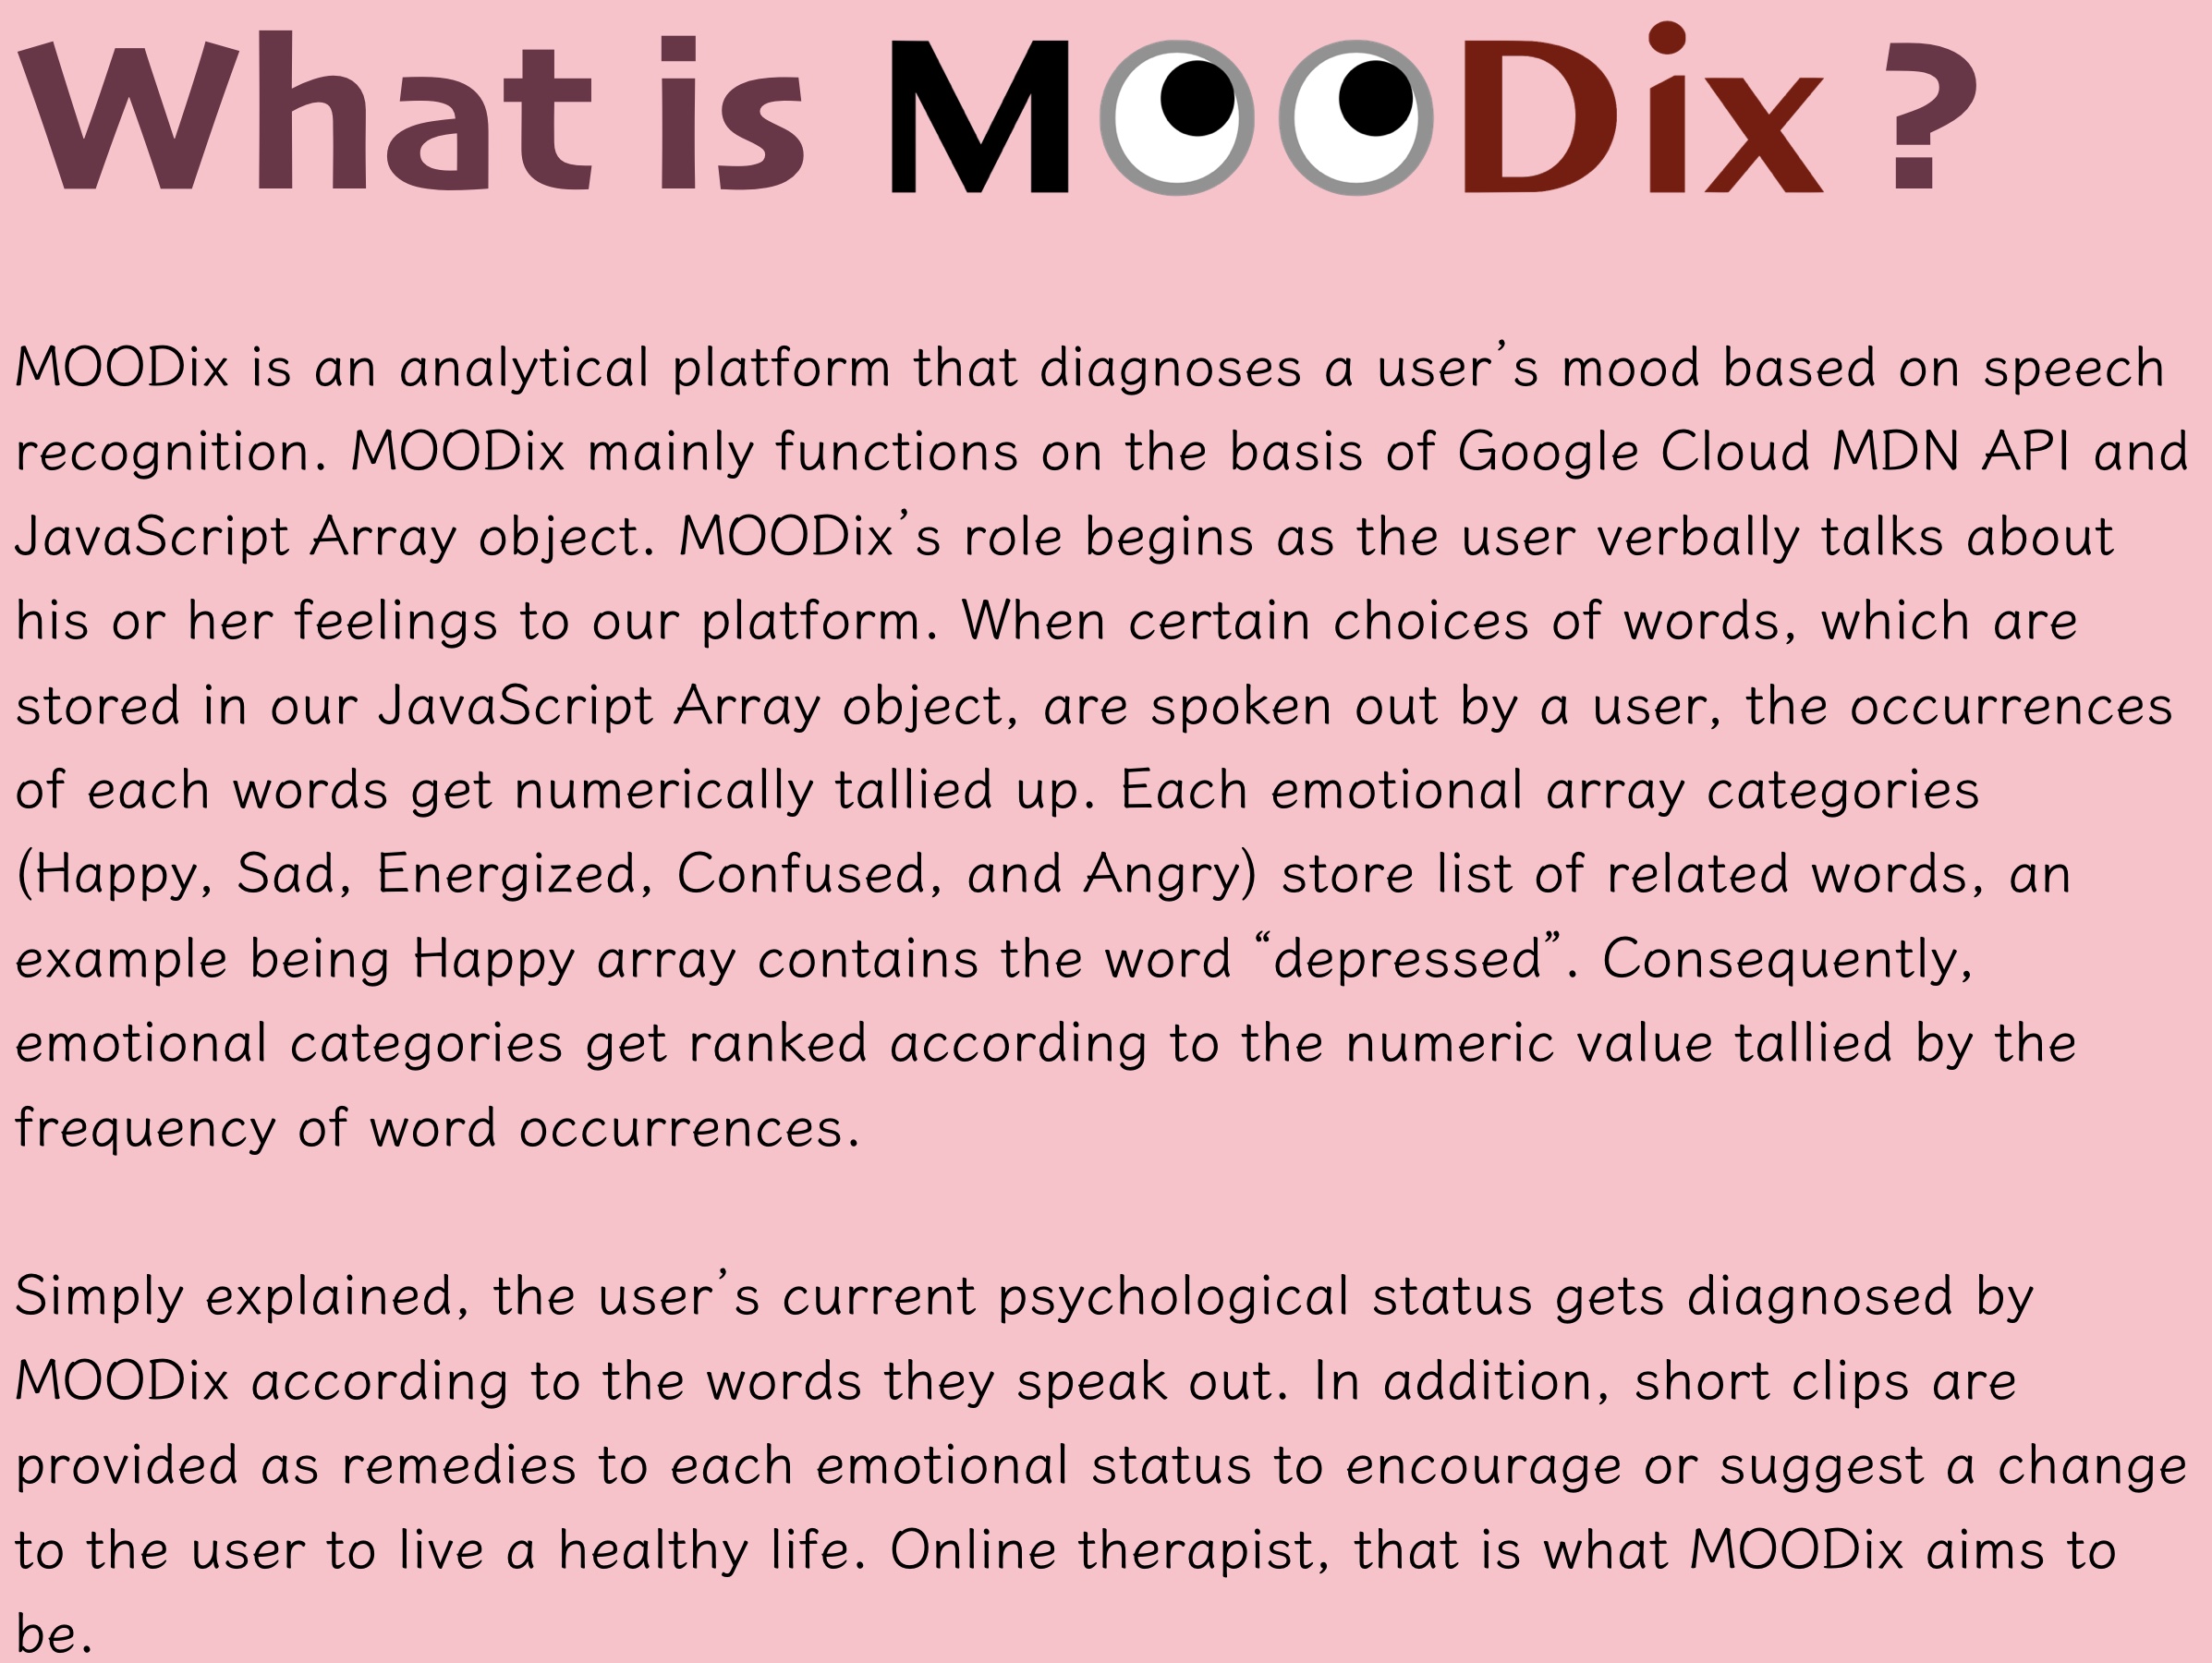 What is MOODix ?
MOODix is an analytical platform that diagnoses a user’s mood based on speech
recognition. MOODix mainly functions on the basis of Google Cloud MDN API and
JavaScript Array object. MOODix’s role begins as the user verbally talks about
his or her feelings to our platform. When certain choices of words, which are
stored in our JavaScript Array object, are spoken out by a user, the occurrences
of each words get numerically tallied up. Each emotional array categories
(Happy, Sad, Energized, Confused, and Angry) store list of related words, an
example being Happy array contains the word “depressed”. Consequently,
emotional categories get ranked according to the numeric value tallied by the
frequency of word occurrences.
Simply explained, the user’s current psychological status gets diagnosed by
MOODix according to the words they speak out. In addition, short clips are
provided as remedies to each emotional status to encourage or suggest a change
to the user to live a healthy life. Online therapist, that is what MOODix aims to
be.